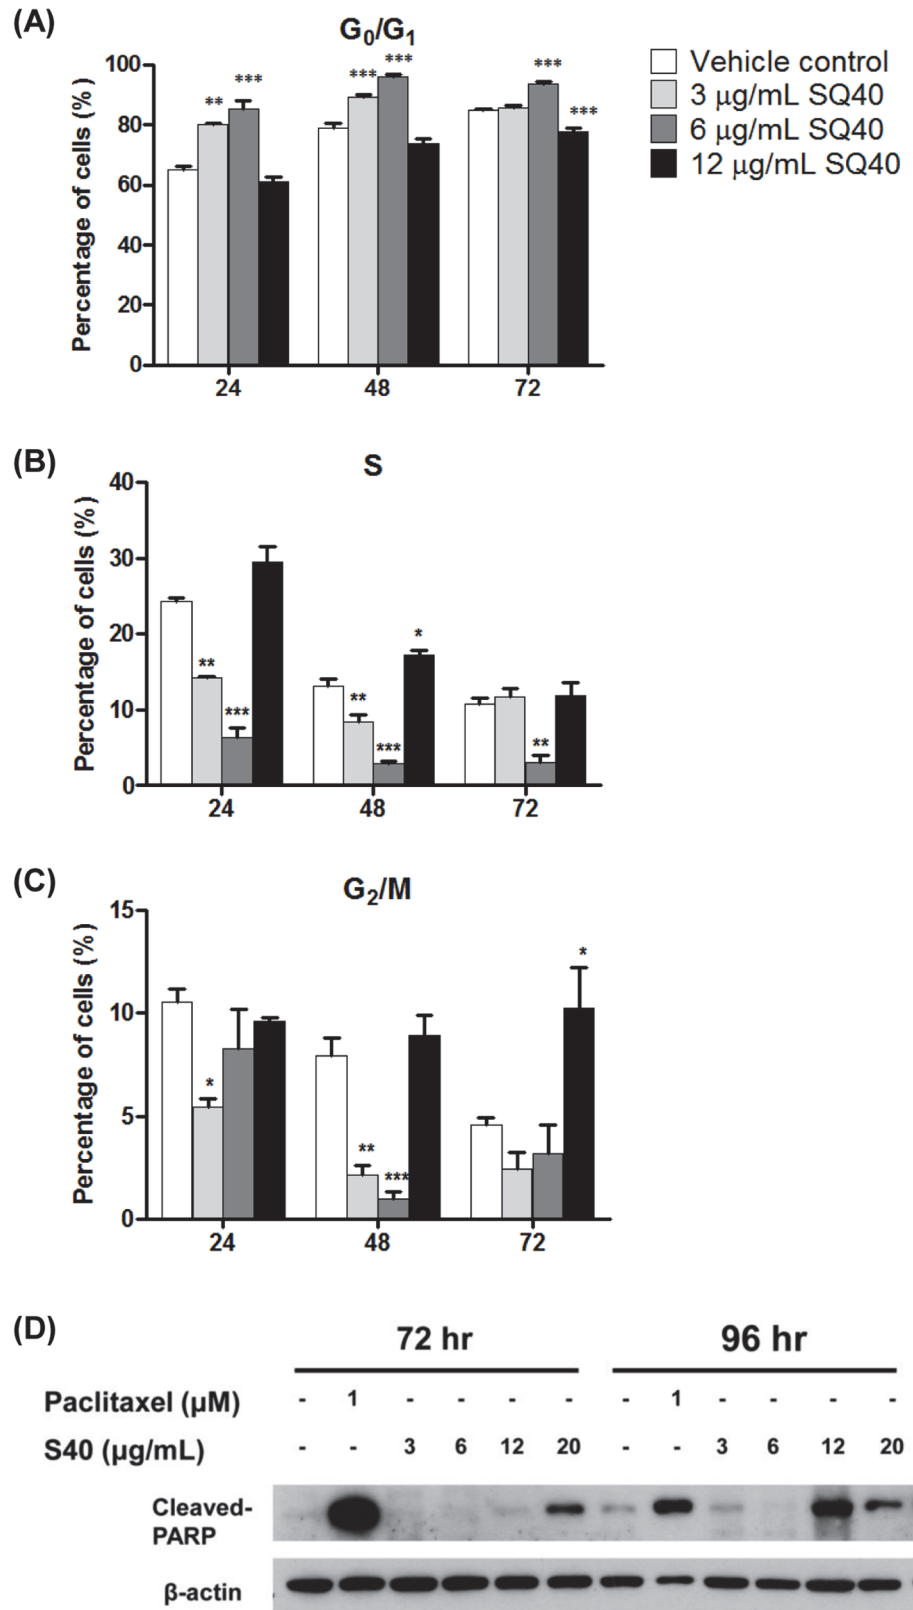 (A)
G0/G1
Percentage of cells (%)
100
80
60
40
20
0
** *** *** *** *** ***
24 48 72
Vehicle control
3 μg/mL SQ40
6 μg/mL SQ40
12 μg/mL SQ40
(B)
S
Percentage of cells (%)
40
30
20
10
0
** *** ** *** * **
24 48 72
(C)
G2/M
Percentage of cells (%)
15
10
5
0
* ** *** *
24 48 72
(D)
72 hr 96 hr
Paclitaxel (μM) - 1 - - - - - 1 - - - -
S40 (μg/mL) - - 3 6 12 20 - - 3 6 12 20
Cleaved-
PARP
β-actin